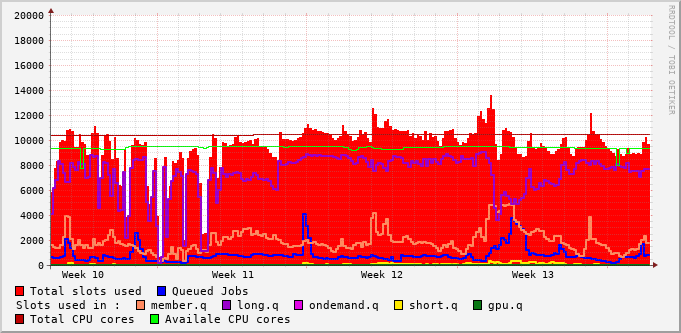 RRDTOOL / TOBI OETIKER
20000
18000
16000
14000
12000
10000
8000
6000
4000
2000
0
Week 10 Week 11 Week 12 Week 13
Total slots used Queued Jobs
Slots used in : member.q long.q ondemand.q short.q gpu.q
Total CPU cores Availale CPU cores